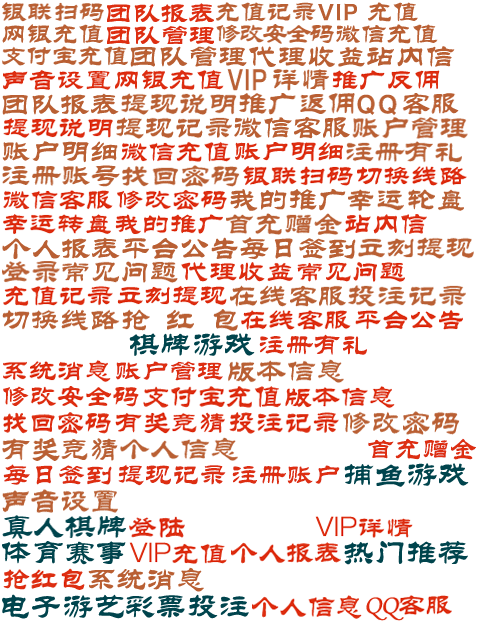 银联扫码团队报表充值记录VIP 充值
网银充值团队管理修改安全码微信充值
支付宝充值团队管理代理收益站内信
声音设置网银充值VIP详情推广反佣
团队报表提现说明推广返佣QQ客服
提现说明提现记录微信客服账户管理
账户明细微信充值账户明细注册有礼
注册账号找回密码银联扫码切换线路
微信客服修改密码我的推广幸运轮盘
幸运转盘我的推广首充赠金站内信
个人报表平台公告每日签到立刻提现
登录常见问题代理收益常见问题
充值记录立刻提现在线客服投注记录
切换线路抢 红 包在线客服平台公告
棋牌游戏注册有礼
系统消息账户管理版本信息
修改安全码支付宝充值版本信息
找回密码有奖竞猜投注记录修改密码
有奖竞猜个人信息 首充赠金
每日签到提现记录注册账户捕鱼游戏
声音设置
真人棋牌登陆 VIP详情
体育赛事VIP充值个人报表热门推荐
抢红包系统消息
电子游艺彩票投注个人信息QQ客服